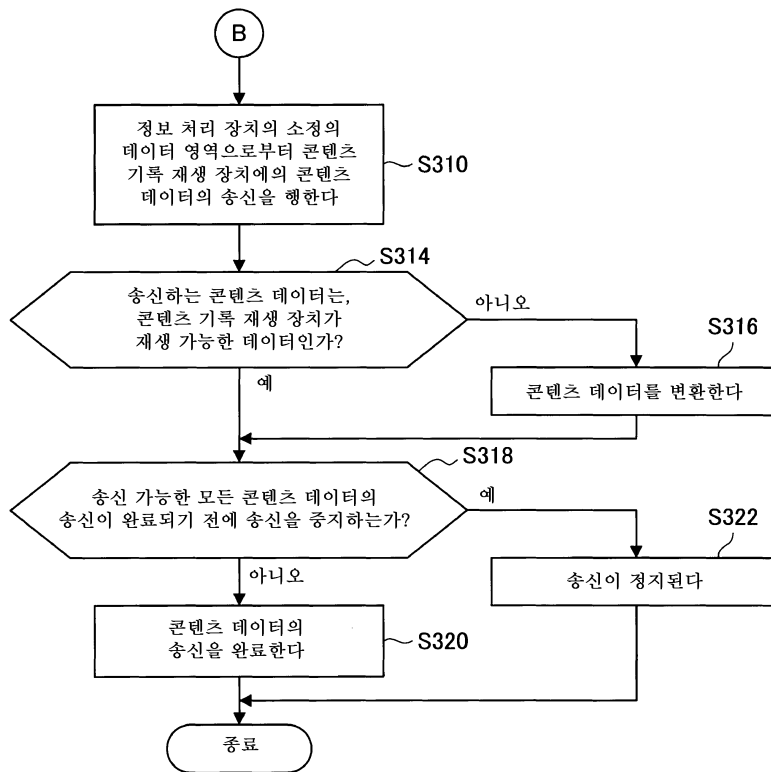 B
정보 처리 장치의 소정의
데이터 영역으로부터 콘텐츠
기록 재생 장치에의 콘텐츠
데이터의 송신을 행한다
S310
S314
송신하는 콘텐츠 데이터는,
콘텐츠 기록 재생 장치가
재생 가능한 데이터인가?
아니오
예
S316
콘텐츠 데이터를 변환한다
S318
송신 가능한 모든 콘텐츠 데이터의
송신이 완료되기 전에 송신을 중지하는가?
예
아니오
S322
송신이 정지된다
콘텐츠 데이터의
송신을 완료한다
S320
종료